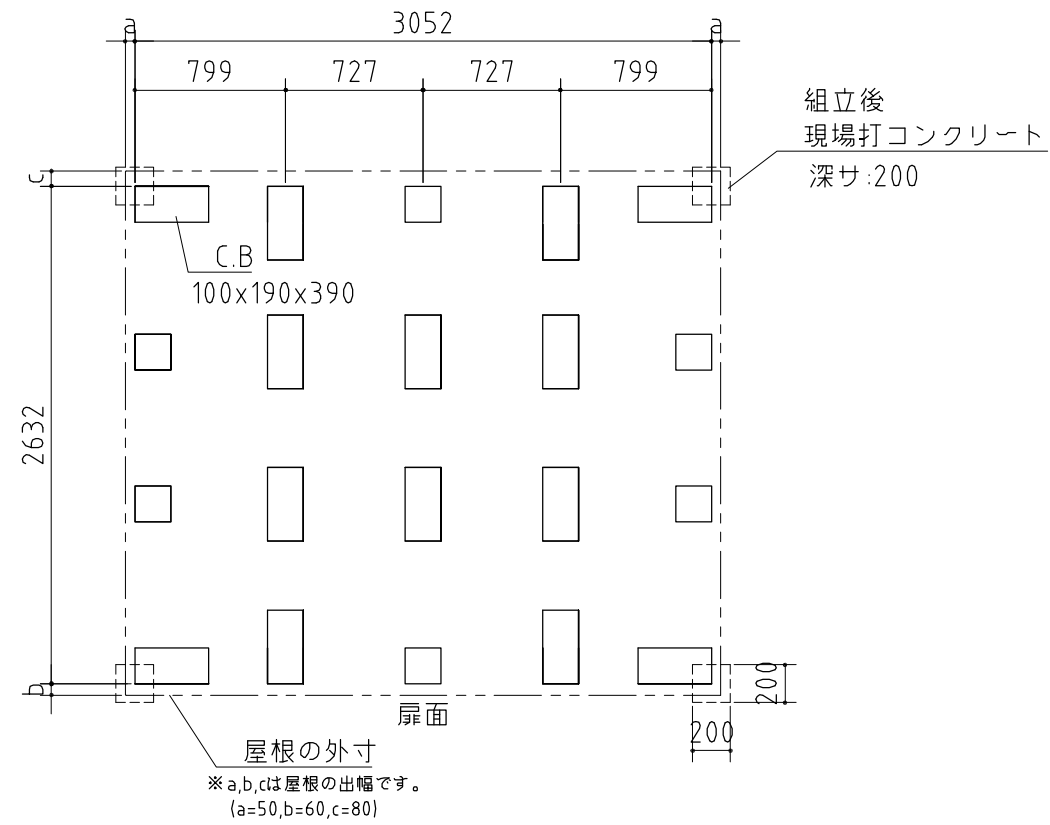 a 3052 a
799 727 727 799
組立後
現場打コンクリート
深サ:200
c
C.B
100x190x390
2632
b
扉面
200
200
屋根の外寸
※a,b,cは屋根の出幅です。
(a=50,b=60,c=80)